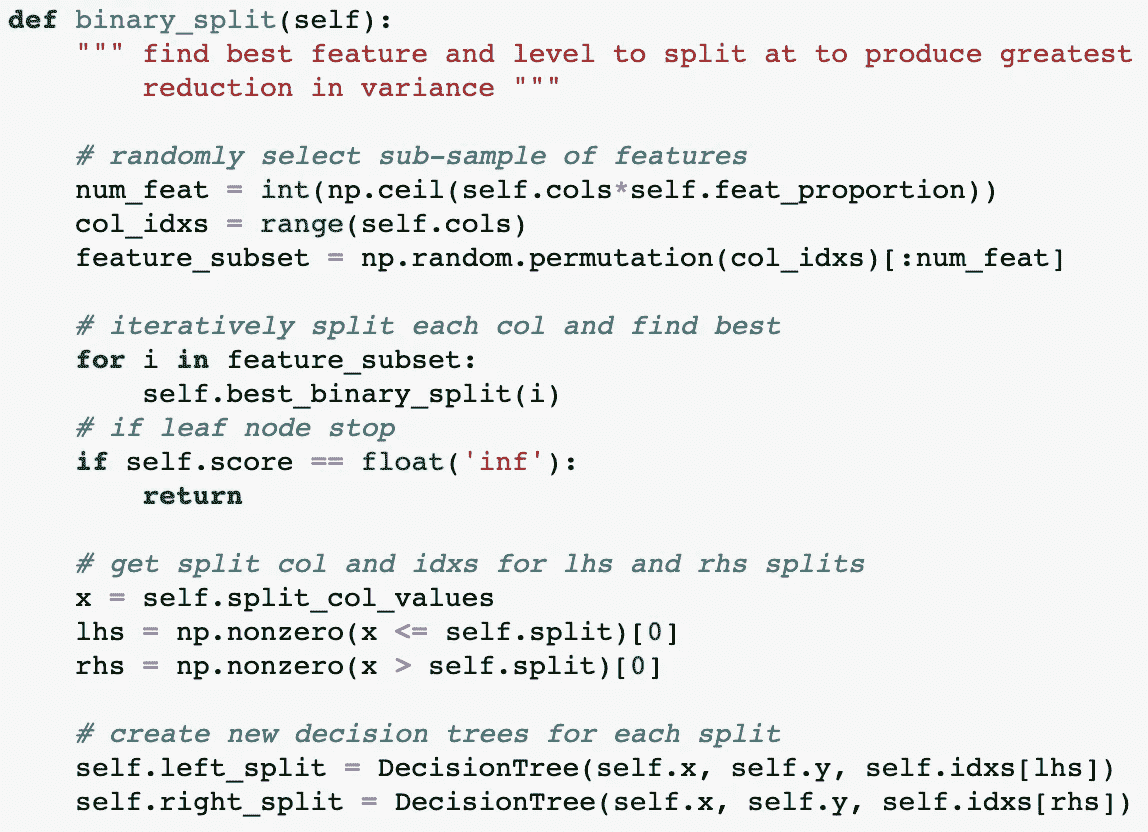 def binary_split(self):
    """ find best feature and level to split at to produce greatest
        reduction in variance """

    # randomly select sub-sample of features
    num_feat = int(np.ceil(self.cols*self.feat_proportion))
    col_idxs = range(self.cols)
    feature_subset = np.random.permutation(col_idxs)[:num_feat]

    # iteratively split each col and find best
    for i in feature_subset:
        self.best_binary_split(i)
    # if leaf node stop
    if self.score == float('inf'):
        return

    # get split col and idxs for lhs and rhs splits
    x = self.split_col_values
    lhs = np.nonzero(x <= self.split)[0]
    rhs = np.nonzero(x > self.split)[0]

    # create new decision trees for each split
    self.left_split = DecisionTree(self.x, self.y, self.idxs[lhs])
    self.right_split = DecisionTree(self.x, self.y, self.idxs[rhs])